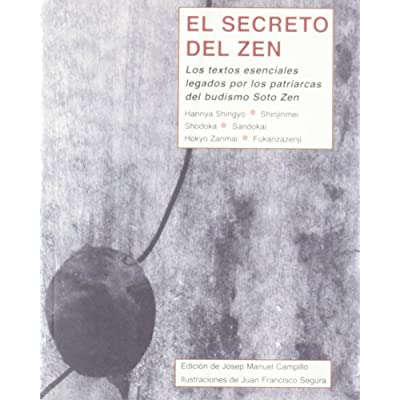 EL SECRETO
DEL ZEN
Los textos esenciales
legados por los patriarcas
del budismo Soto Zen
Hannya Shingyo * Shinjinmei
Shodoka * Sandokai
Hokyo Zanmai * Fukanzazenji
Edición de Josep Manuel Campillo
Ilustraciones de Juan Francisco Segura